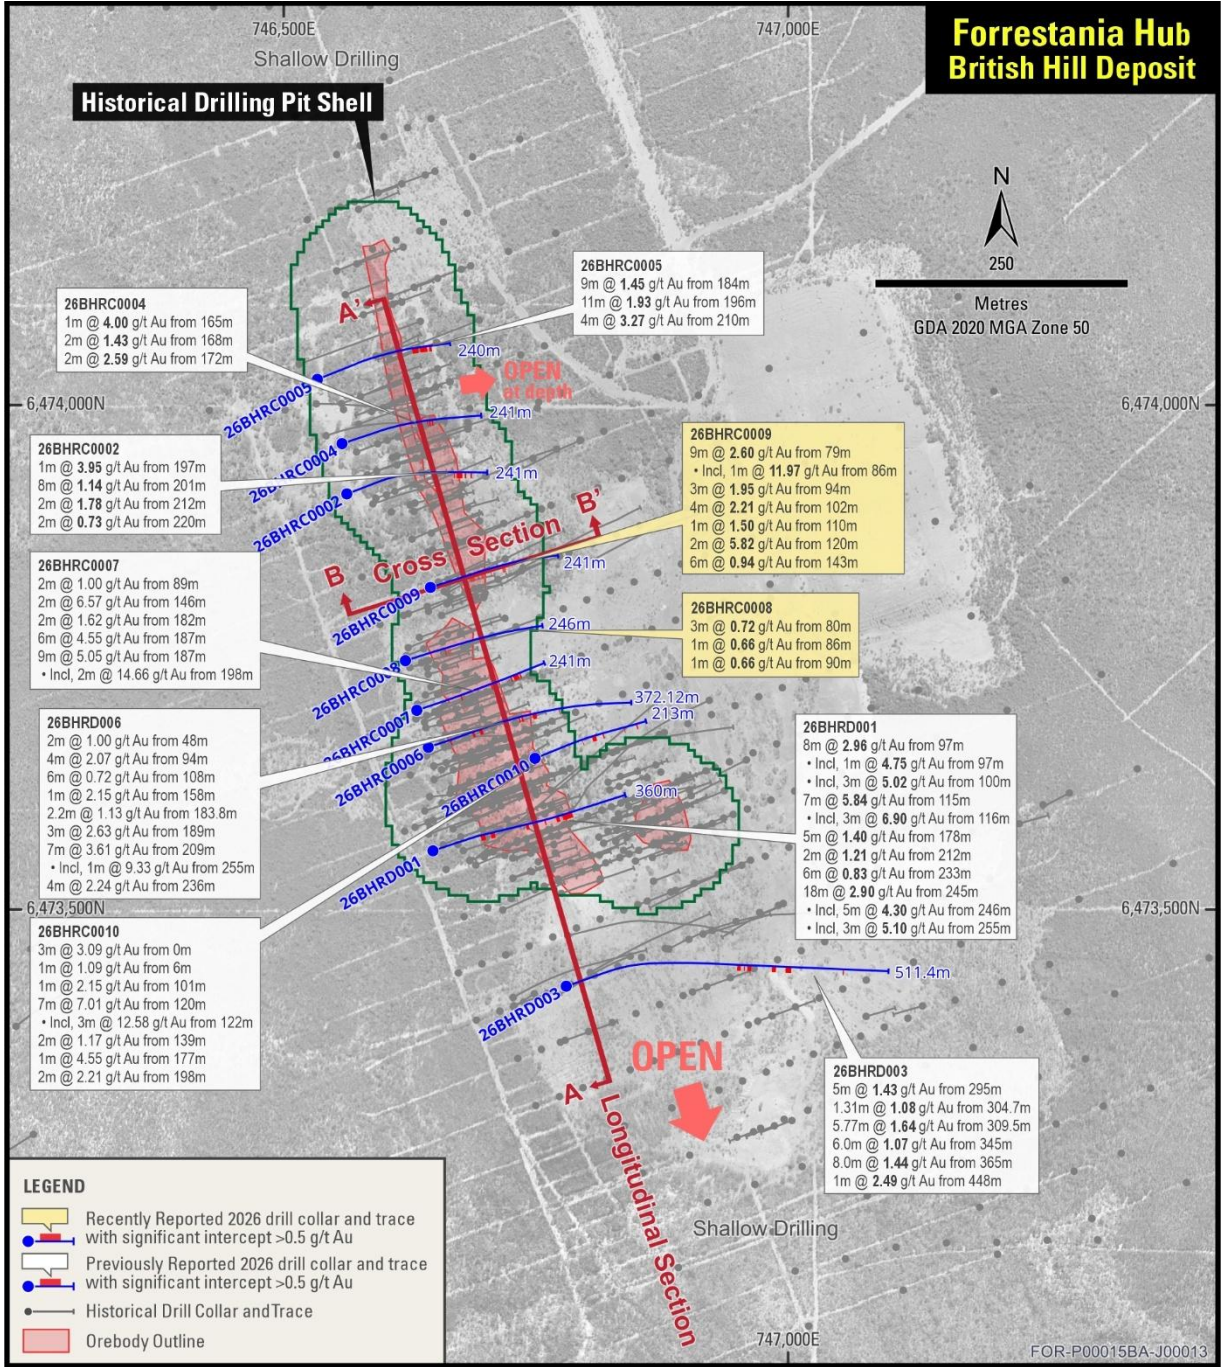 Forrestania Hub
British Hill Deposit
746,500E
747,000E
Shallow Drilling
Historical Drilling Pit Shell
N
250
Metres
GDA 2020 MGA Zone 50
26BHRC0005
9m @ 1.45 g/t Au from 184m
11m @ 1.93 g/t Au from 196m
4m @ 3.27 g/t Au from 210m
26BHRC0004
1m @ 4.00 g/t Au from 165m
2m @ 1.43 g/t Au from 168m
2m @ 2.59 g/t Au from 172m
A'
240m
OPEN
at depth
26BHRC0005
6,474,000N
6,474,000N
241m
26BHRC0004
26BHRC0002
1m @ 3.95 g/t Au from 197m
8m @ 1.14 g/t Au from 201m
2m @ 1.78 g/t Au from 212m
2m @ 0.73 g/t Au from 220m
241m
26BHRC0002
26BHRC0009
9m @ 2.60 g/t Au from 79m
• Incl, 1m @ 11.97 g/t Au from 86m
3m @ 1.95 g/t Au from 94m
4m @ 2.21 g/t Au from 102m
1m @ 1.50 g/t Au from 110m
2m @ 5.82 g/t Au from 120m
6m @ 0.94 g/t Au from 143m
B Cross Section B'
241m
26BHRC0009
26BHRC0007
2m @ 1.00 g/t Au from 89m
2m @ 6.57 g/t Au from 146m
2m @ 1.62 g/t Au from 182m
6m @ 4.55 g/t Au from 187m
9m @ 5.05 g/t Au from 187m
• Incl, 2m @ 14.66 g/t Au from 198m
26BHRC0008
3m @ 0.72 g/t Au from 80m
1m @ 0.66 g/t Au from 86m
1m @ 0.66 g/t Au from 90m
246m
26BHRC0008
241m
26BHRC0007
372.12m
26BHRC0006
213m
26BHRC0010
26BHRD006
2m @ 1.00 g/t Au from 48m
4m @ 2.07 g/t Au from 94m
6m @ 0.72 g/t Au from 108m
1m @ 2.15 g/t Au from 158m
2.2m @ 1.13 g/t Au from 183.8m
3m @ 2.63 g/t Au from 189m
7m @ 3.61 g/t Au from 209m
• Incl, 1m @ 9.33 g/t Au from 255m
4m @ 2.24 g/t Au from 236m
26BHRD001
8m @ 2.96 g/t Au from 97m
• Incl, 1m @ 4.75 g/t Au from 97m
• Incl, 3m @ 5.02 g/t Au from 100m
7m @ 5.84 g/t Au from 115m
• Incl, 3m @ 6.90 g/t Au from 116m
5m @ 1.40 g/t Au from 178m
2m @ 1.21 g/t Au from 212m
6m @ 0.83 g/t Au from 233m
18m @ 2.90 g/t Au from 245m
• Incl, 5m @ 4.30 g/t Au from 246m
• Incl, 3m @ 5.10 g/t Au from 255m
360m
26BHRD001
6,473,500N
6,473,500N
26BHRC0010
3m @ 3.09 g/t Au from 0m
1m @ 1.09 g/t Au from 6m
1m @ 2.15 g/t Au from 101m
7m @ 7.01 g/t Au from 120m
• Incl, 3m @ 12.58 g/t Au from 122m
2m @ 1.17 g/t Au from 139m
1m @ 4.55 g/t Au from 177m
2m @ 2.21 g/t Au from 198m
511.4m
26BHRD003
OPEN
A
Longitudinal Section
26BHRD003
5m @ 1.43 g/t Au from 295m
1.31m @ 1.08 g/t Au from 304.7m
5.77m @ 1.64 g/t Au from 309.5m
6.0m @ 1.07 g/t Au from 345m
8.0m @ 1.44 g/t Au from 365m
1m @ 2.49 g/t Au from 448m
Shallow Drilling
LEGEND
Recently Reported 2026 drill collar and trace
with significant intercept >0.5 g/t Au
Previously Reported 2026 drill collar and trace
with significant intercept >0.5 g/t Au
Historical Drill Collar and Trace
Orebody Outline
747,000E
FOR-P00015BA-J00013